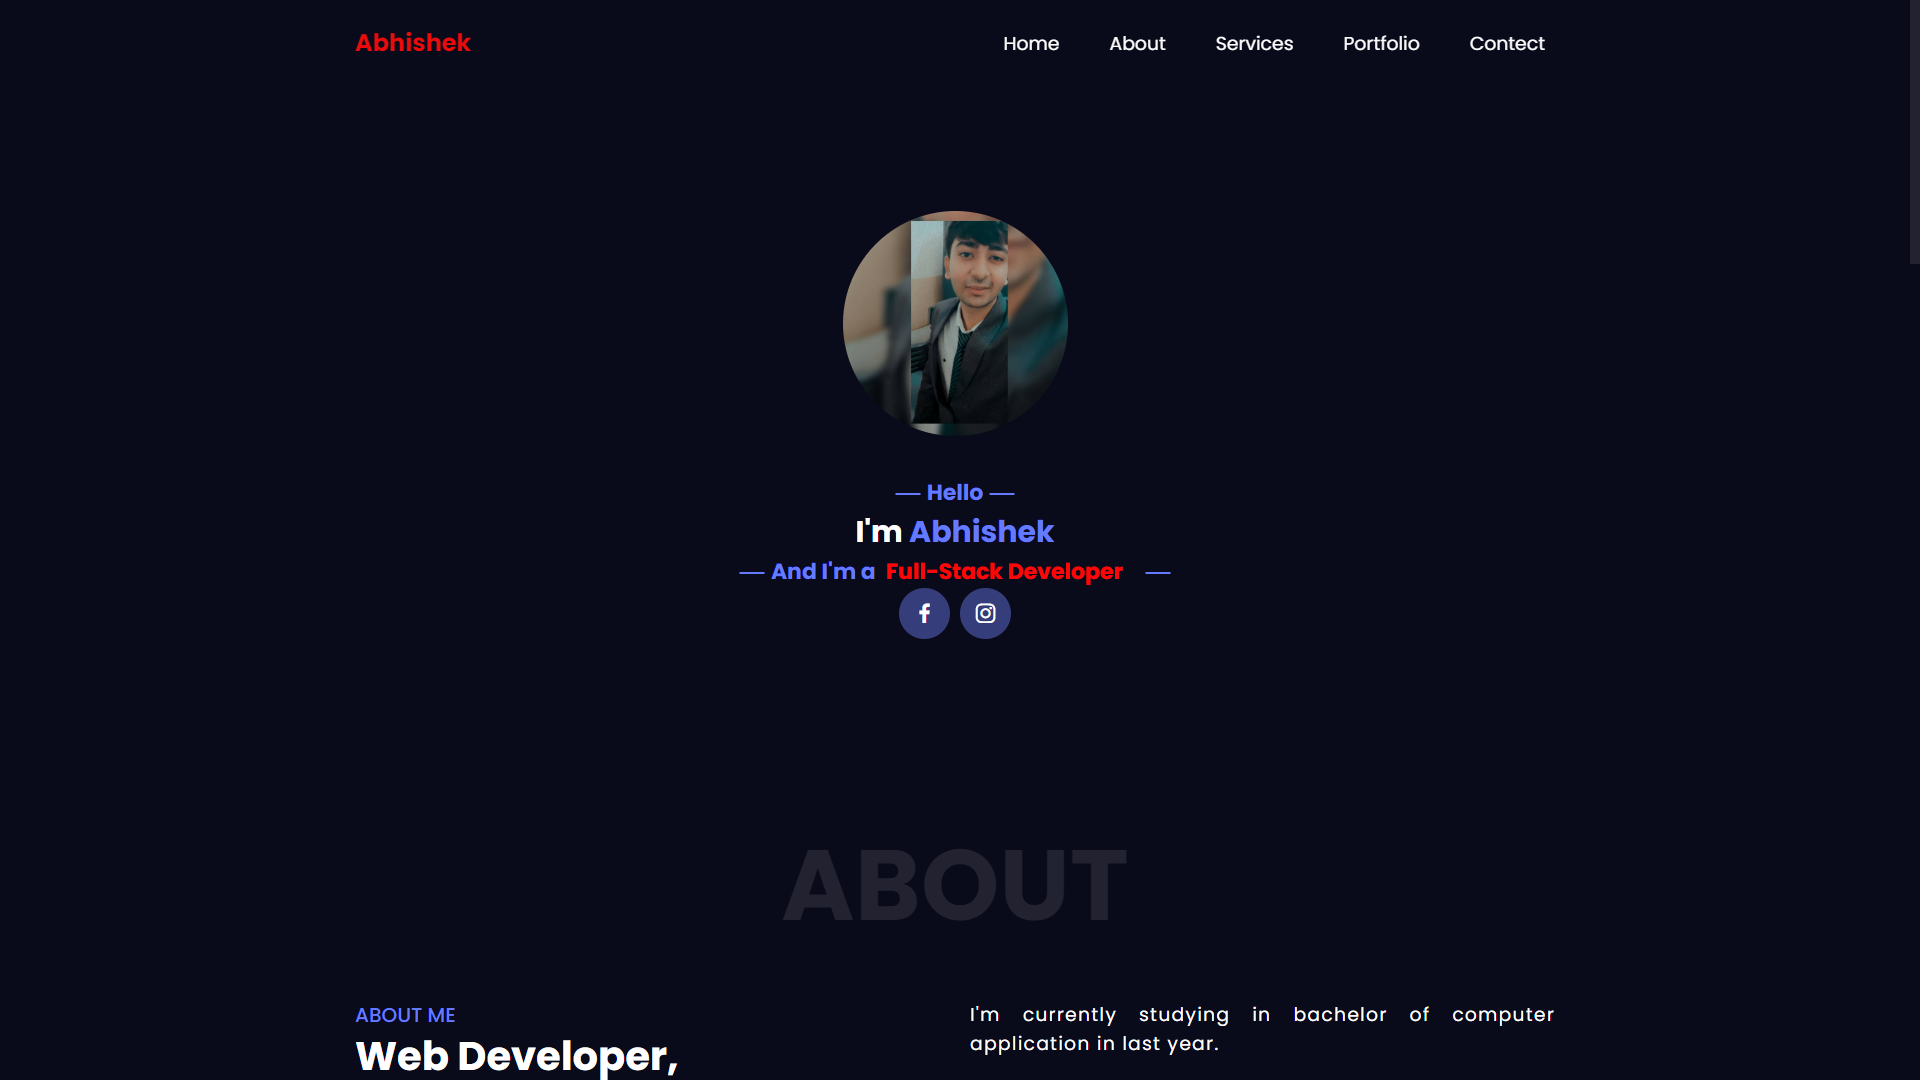 Abhishek
Home About Services Portfolio Contect
Hello
I'm Abhishek
And I'm a Full-Stack Developer
ABOUT
ABOUT ME
Web Developer,
I'm currently studying in bachelor of computer
application in last year.